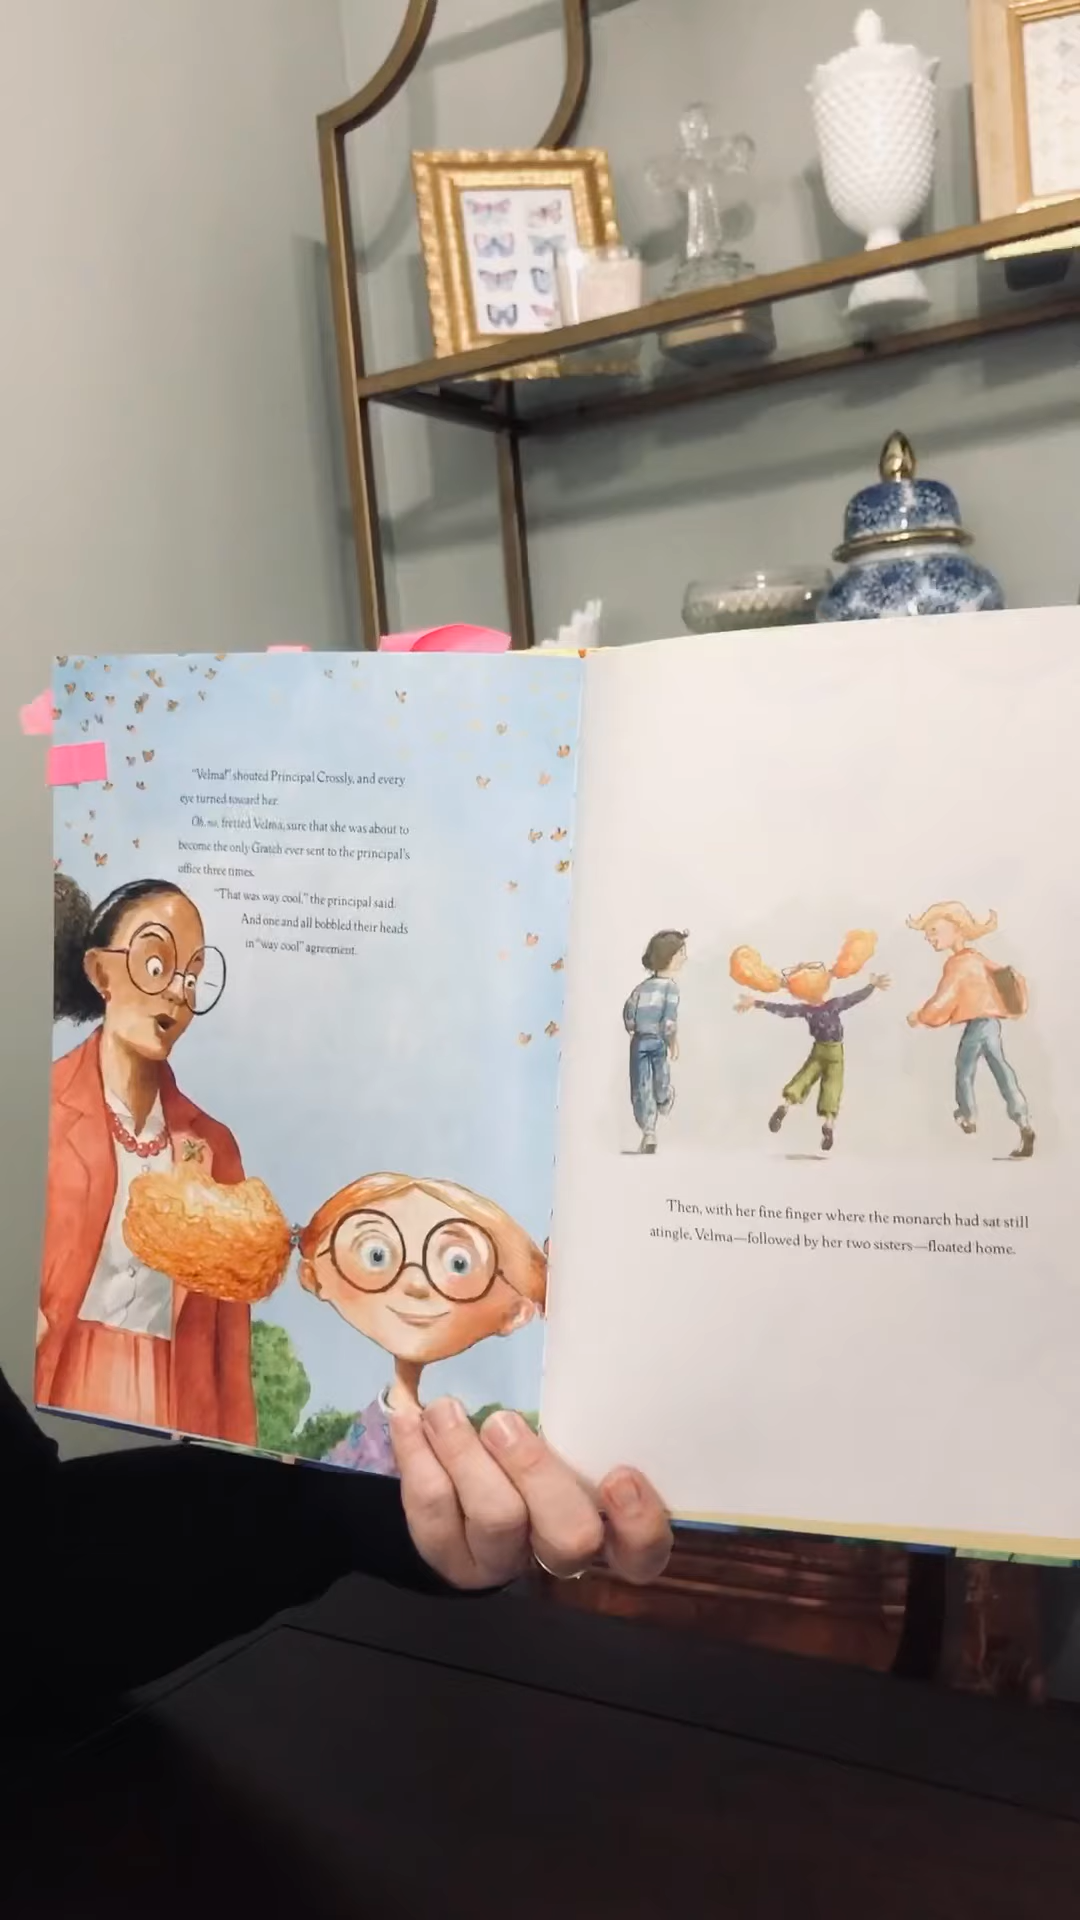 "Velma!" shouted Principal Crossly, and every
eye turned toward her.
Oh, no, fretted Velma, sure that she was about to
become the only Gratch ever sent to the principal's
office three times.
"That was way cool," the principal said.
And one and all bobbled their heads
in "way cool" agreement.
Then, with her fine finger where the monarch had sat still
atingle, Velma—followed by her two sisters—floated home.